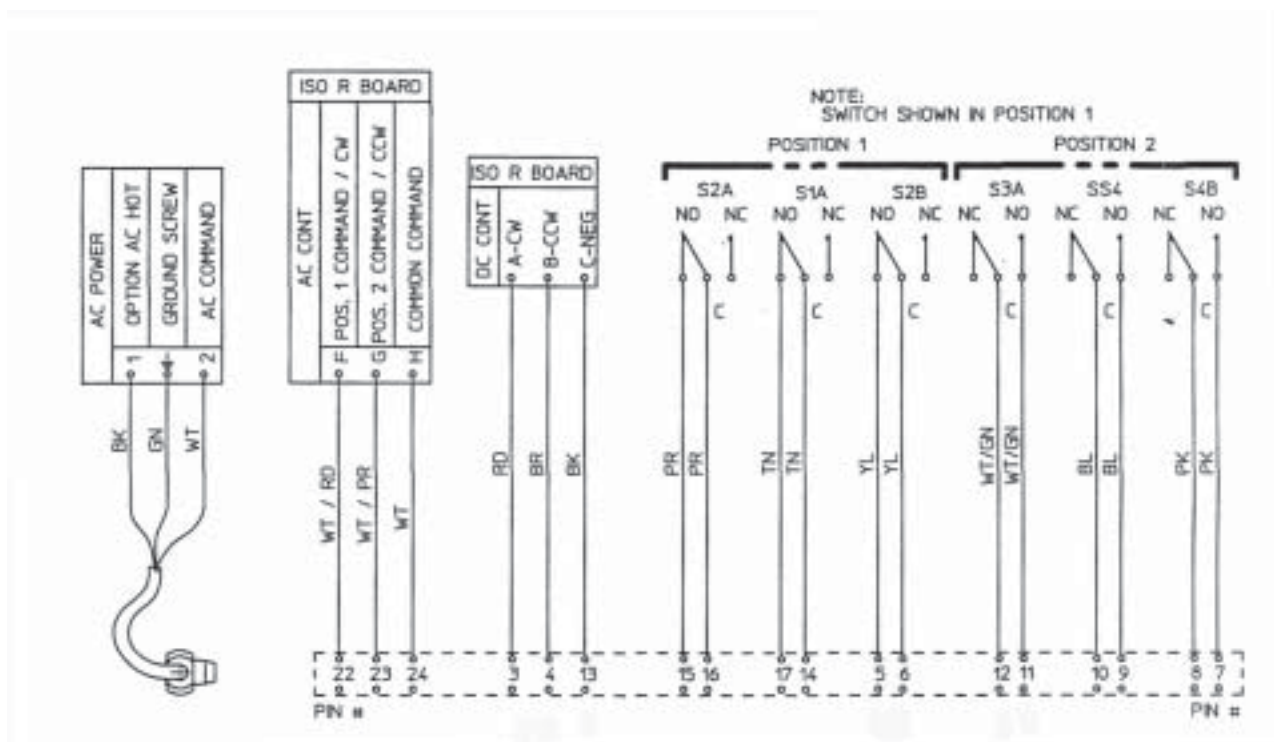 AC POWER
OPTION AC HOT
GROUND SCREW
AC COMMAND
1
2
BK
GN
WT
ISO R BOARD
AC CONT
F POS. 1 COMMAND / CW
G POS. 2 COMMAND / CCW
H COMMON COMMAND
WT / RD
WT / PR
WT
ISO R BOARD
DC CONT
A-CW
B-CCW
C-NEG
RD
BR
BK
NOTE:
SWITCH SHOWN IN POSITION 1
POSITION 1
POSITION 2
S2A S1A S2B S3A SS4 S4B
NO NC NO NC NO NC NC NO NC NO NC NO
C C C C C C
PR PR TN TN YL YL WT/GN WT/GN BL BL PK PK
22 23 24 3 4 13 15 16 17 14 5 6 12 11 10 9 8 7
PIN # PIN #